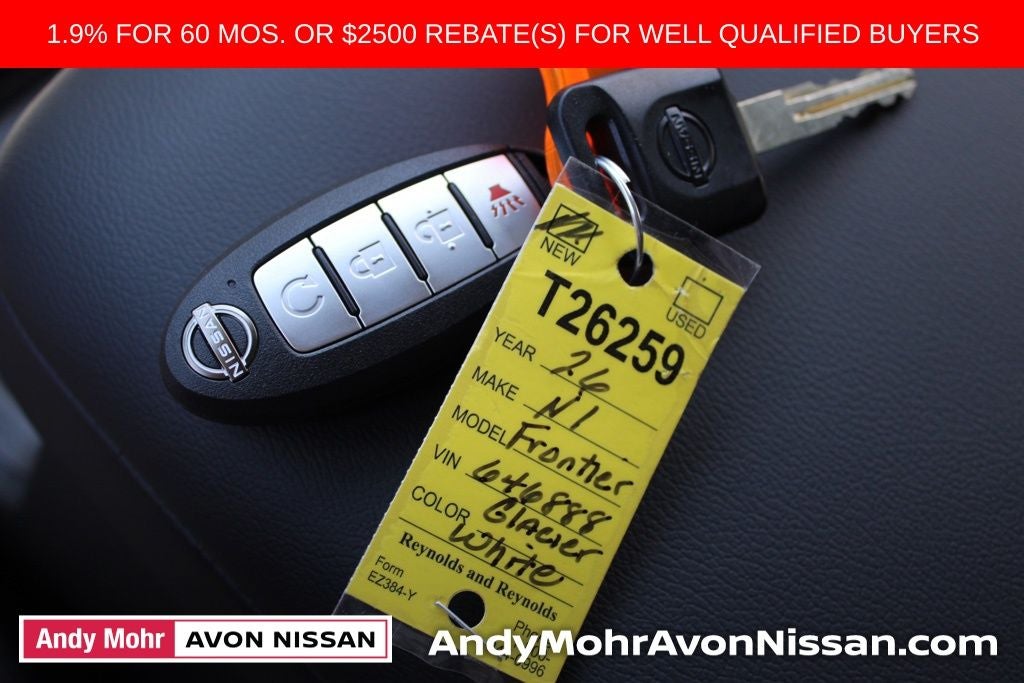 1.9% FOR 60 MOS. OR $2500 REBATE(S) FOR WELL QUALIFIED BUYERS
NISSAN
NISSAN
NEW
USED
T26259
YEAR 26
MAKE NI
MODEL Frontier
VIN 646888
COLOR Glacier
White
Reynolds and Reynolds
Form
EZ384-Y
Andy Mohr AVON NISSAN
AndyMohrAvonNissan.com